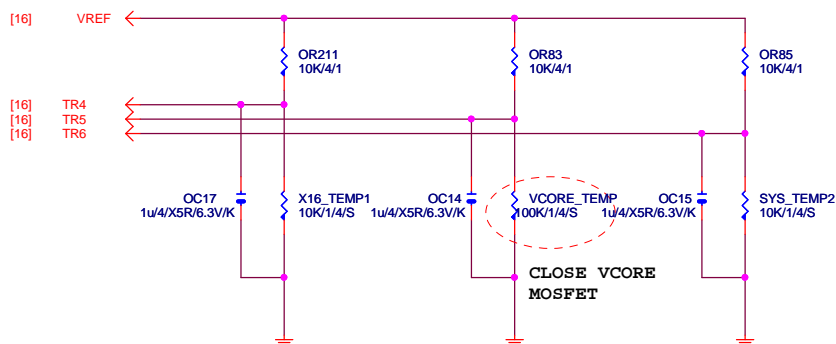 [16] VREF
OR211
10K/4/1
OR83
10K/4/1
OR85
10K/4/1
[16] TR4
[16] TR5
[16] TR6
OC17
1u/4/X5R/6.3V/K
X16_TEMP1
10K/1/4/S
OC14
1u/4/X5R/6.3V/K
VCORE_TEMP
100K/1/4/S
OC15
1u/4/X5R/6.3V/K
SYS_TEMP2
10K/1/4/S
CLOSE VCORE
MOSFET